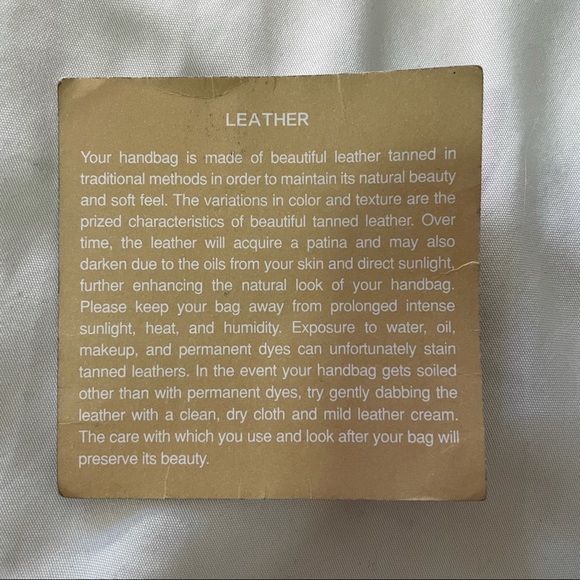 LEATHER
Your handbag is made of beautiful leather tanned in
traditional methods in order to maintain its natural beauty
and soft feel. The variations in color and texture are the
prized characteristics of beautiful tanned leather. Over
time, the leather will acquire a patina and may also
darken due to the oils from your skin and direct sunlight,
further enhancing the natural look of your handbag.
Please keep your bag away from prolonged intense
sunlight, heat, and humidity. Exposure to water, oil,
makeup, and permanent dyes can unfortunately stain
tanned leathers. In the event your handbag gets soiled
other than with permanent dyes, try gently dabbing the
leather with a clean, dry cloth and mild leather cream.
The care with which you use and look after your bag will
preserve its beauty.